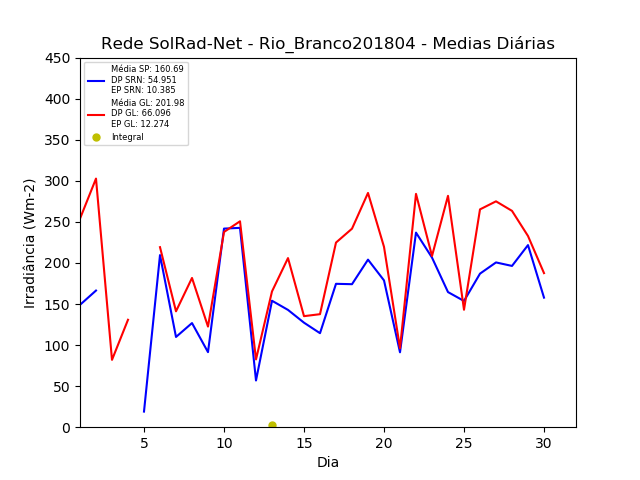 Rede SolRad-Net - Rio_Branco201804 - Medias Diárias
Média SP: 160.69
DP SRN: 54.951
EP SRN: 10.385
Média GL: 201.98
DP GL: 66.096
EP GL: 12.274
Integral
Irradiância (Wm-2)
450
400
350
300
250
200
150
100
50
0
5
10
15
20
25
30
Dia